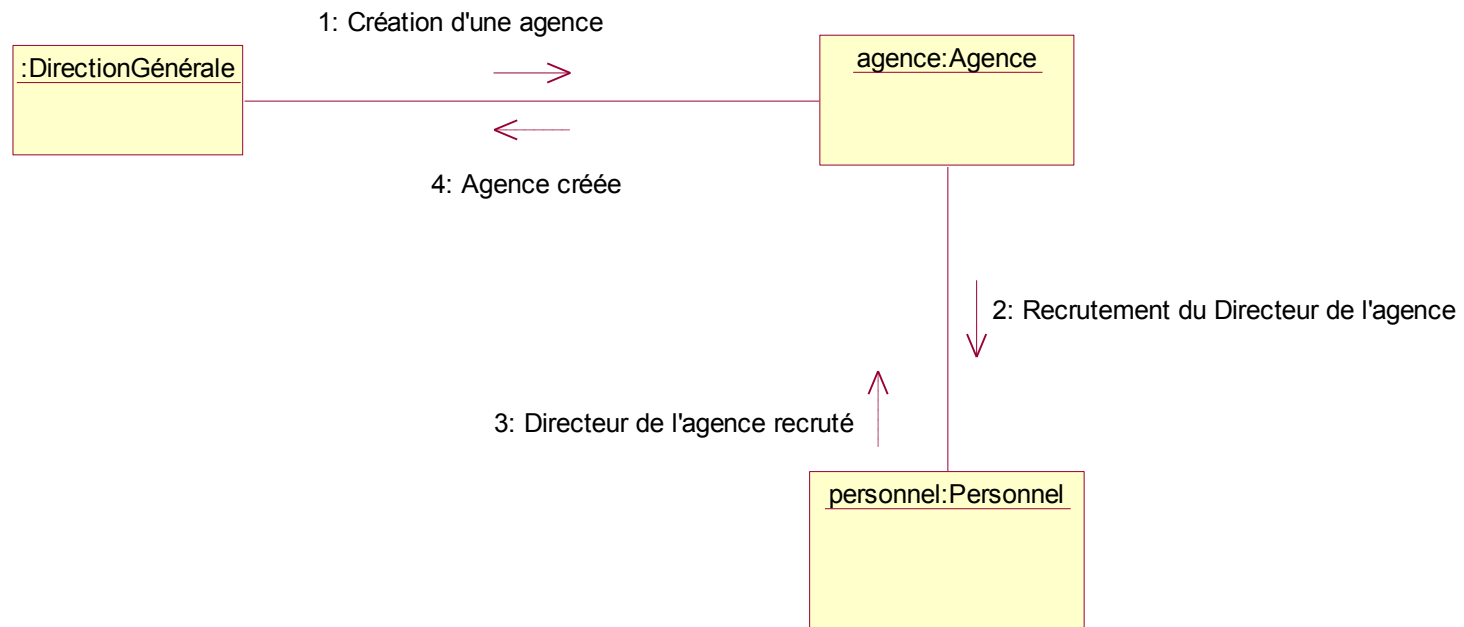 1: Création d'une agence
:DirectionGénérale
agence:Agence
4: Agence créée
2: Recrutement du Directeur de l'agence
3: Directeur de l'agence recruté
personnel:Personnel